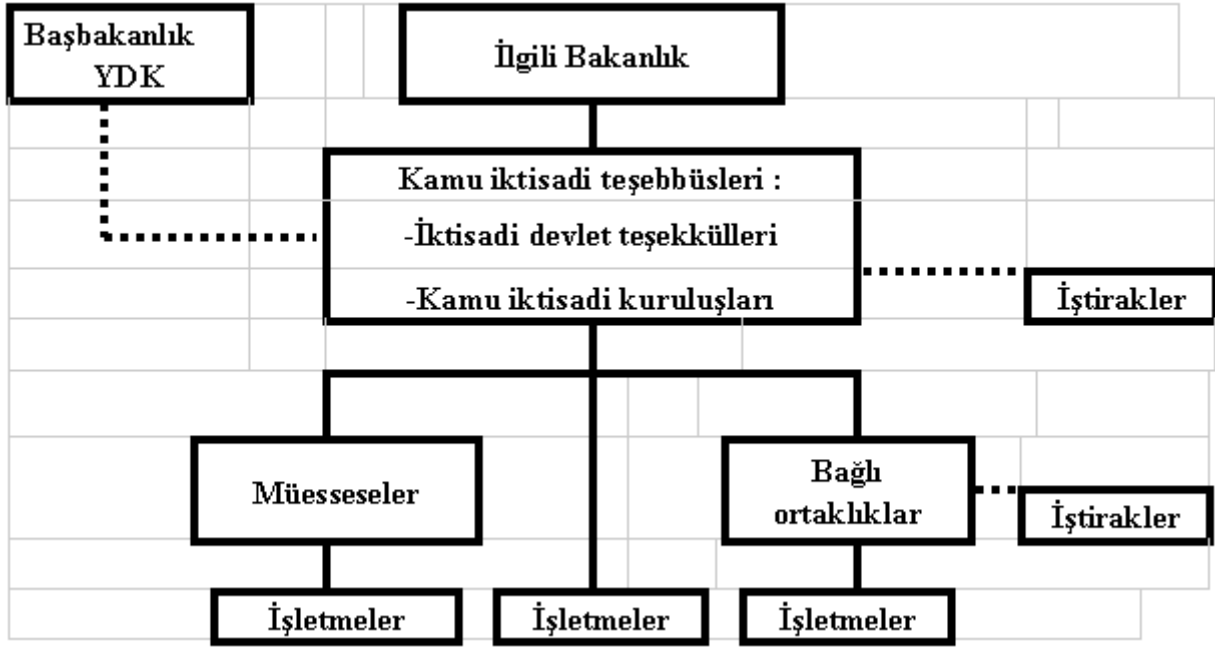 Başbakanlık
YDK
İlgili Bakanlık
Kamu iktisadi teşebbüsleri :
-İktisadi devlet teşekkülleri
-Kamu iktisadi kuruluşları
İştirakler
Müesseseler
Bağlı
ortaklıklar
İştirakler
İşletmeler
İşletmeler
İşletmeler